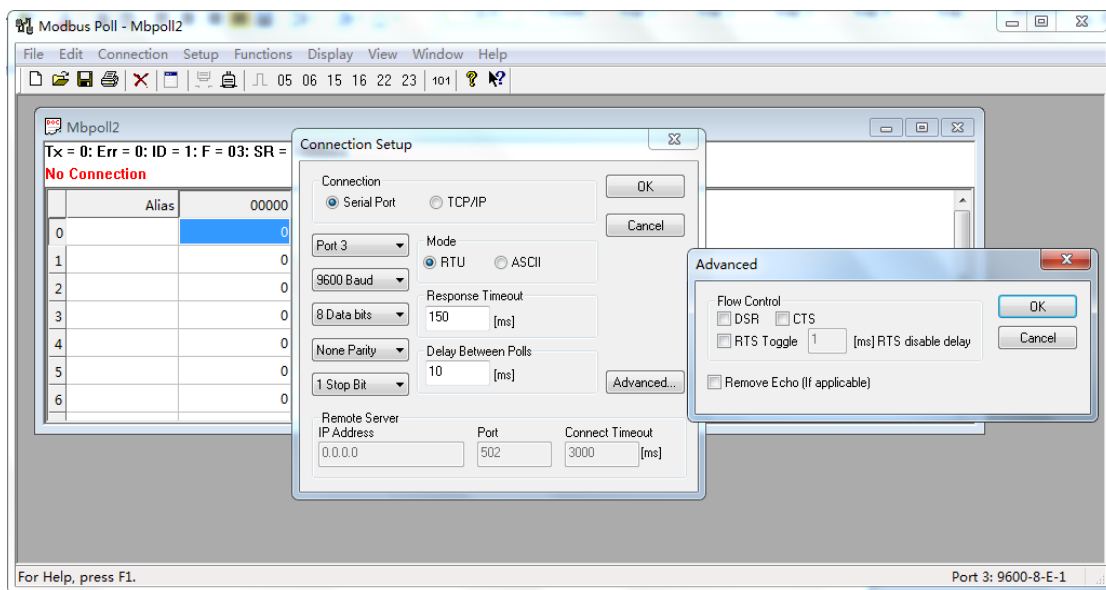 Modbus Poll - Mbpoll2
File Edit Connection Setup Functions Display View Window Help
05 06 15 16 22 23 101
Mbpoll2
Tx = 0: Err = 0: ID = 1: F = 03: SR =
No Connection
Alias 00000
0 0
1 0
2 0
3 0
4 0
5 0
6 0
Connection Setup
Connection
Serial Port TCP/IP
OK
Cancel
Port 3
9600 Baud
8 Data bits
None Parity
1 Stop Bit
Mode
RTU ASCII
Response Timeout
150 [ms]
Delay Between Polls
10 [ms]
Advanced...
Remote Server
IP Address Port Connect Timeout
0.0.0.0 502 3000 [ms]
Advanced
Flow Control
DSR CTS
RTS Toggle 1 [ms] RTS disable delay
Remove Echo (If applicable)
OK
Cancel
For Help, press F1.
Port 3: 9600-8-E-1